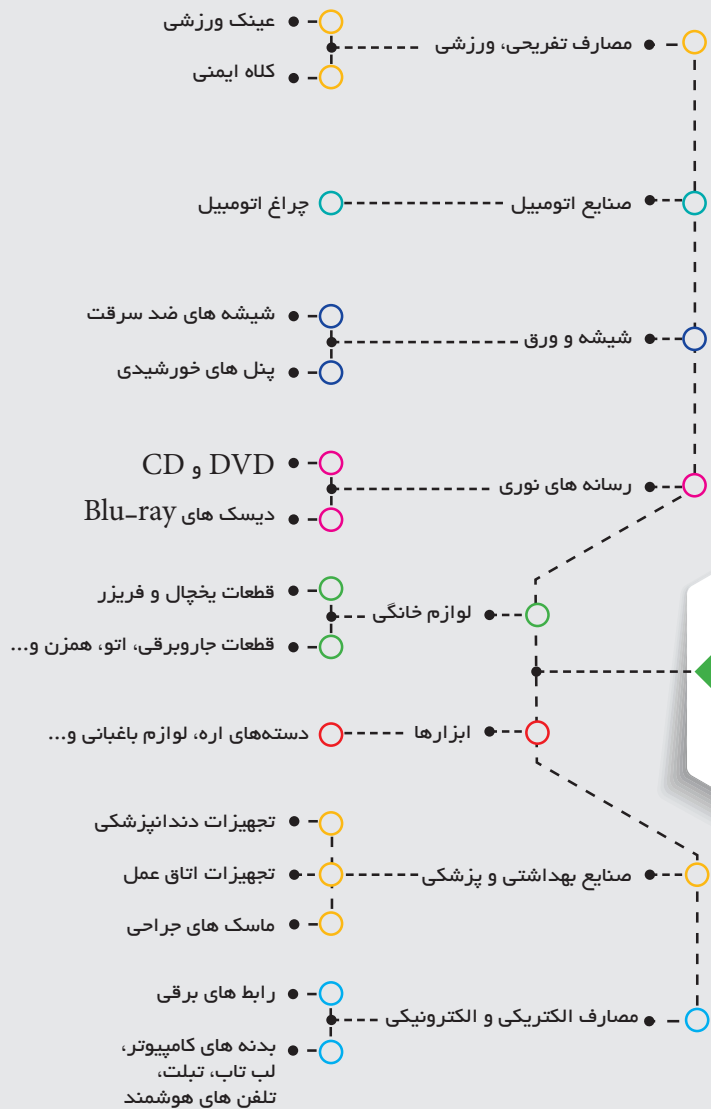 مصارف تفریحی، ورزشی
عینک ورزشی
کلاه ایمنی
صنایع اتومبیل
چراغ اتومبیل
شیشه و ورق
شیشه های ضد سرقت
پنل های خورشیدی
رسانه های نوری
CD و DVD
دیسک های Blu-ray
لوازم خانگی
قطعات یخچال و فریزر
قطعات جاروبرقی، اتو، همزن و...
ابزارها
دسته‌های اره، لوازم باغبانی و...
صنایع بهداشتی و پزشکی
تجهیزات دندانپزشکی
تجهیزات اتاق عمل
ماسک های جراحی
مصارف الکتریکی و الکترونیکی
رابط های برقی
بدنه های کامپیوتر،
لب تاب، تبلت،
تلفن های هوشمند